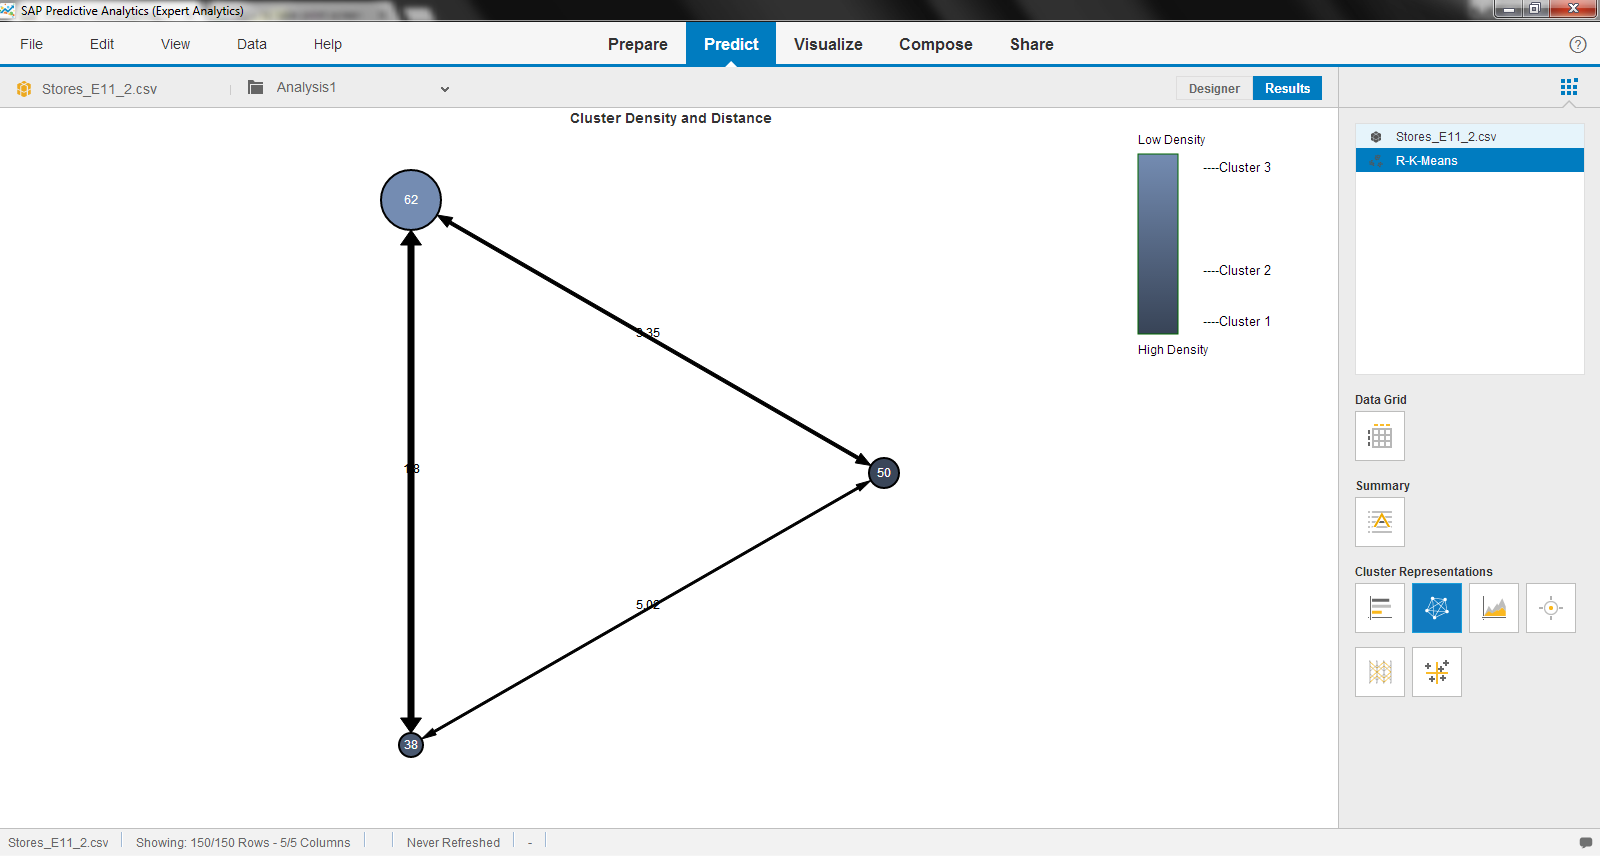 SAP Predictive Analytics (Expert Analytics)
File Edit View Data Help Prepare Predict Visualize Compose Share
Stores_E11_2.csv Analysis1 Designer Results
Cluster Density and Distance
Low Density
----Cluster 3
----Cluster 2
----Cluster 1
High Density
62
3.35
1.8
50
5.02
38
Stores_E11_2.csv
R-K-Means
Data Grid
Summary
Cluster Representations
Stores_E11_2.csv Showing: 150/150 Rows - 5/5 Columns Never Refreshed -